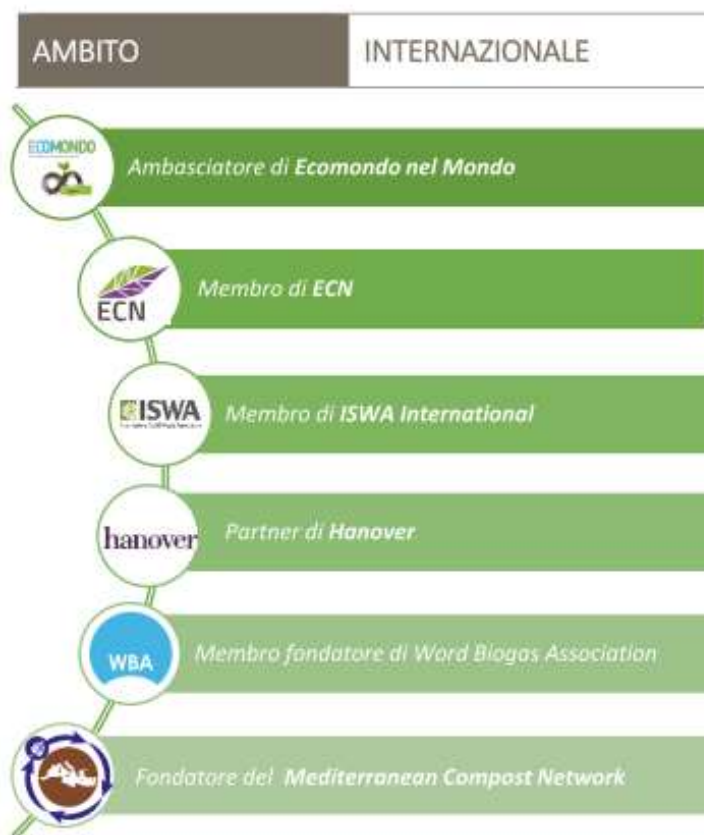 AMBITO INTERNAZIONALE
ECOMONDO
Ambasciatore di Ecomondo nel Mondo
ECN
Membro di ECN
ISWA
Membro di ISWA International
hanover
Partner di Hanover
WBA
Membro fondatore di Word Biogas Association
Fondatore del Mediterranean Compost Network